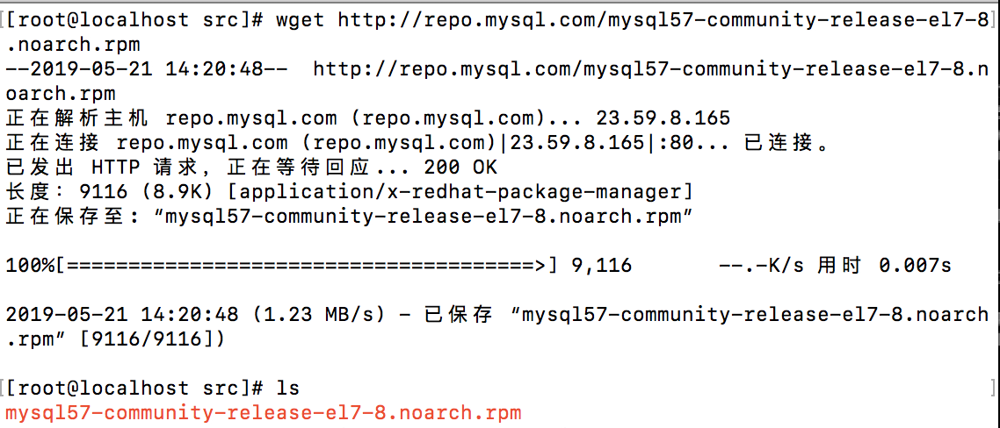 [[root@localhost src]# wget http://repo.mysql.com/mysql57-community-release-el7-8]
.noarch.rpm
--2019-05-21 14:20:48--  http://repo.mysql.com/mysql57-community-release-el7-8.n
oarch.rpm
正在解析主机 repo.mysql.com (repo.mysql.com)... 23.59.8.165
正在连接 repo.mysql.com (repo.mysql.com)|23.59.8.165|:80... 已连接。
已发出 HTTP 请求，正在等待回应... 200 OK
长度：9116 (8.9K) [application/x-redhat-package-manager]
正在保存至: “mysql57-community-release-el7-8.noarch.rpm”
100%[======================================>] 9,116       --.-K/s 用时 0.007s
2019-05-21 14:20:48 (1.23 MB/s) - 已保存 “mysql57-community-release-el7-8.noarch
.rpm” [9116/9116])
[[root@localhost src]# ls ]
mysql57-community-release-el7-8.noarch.rpm